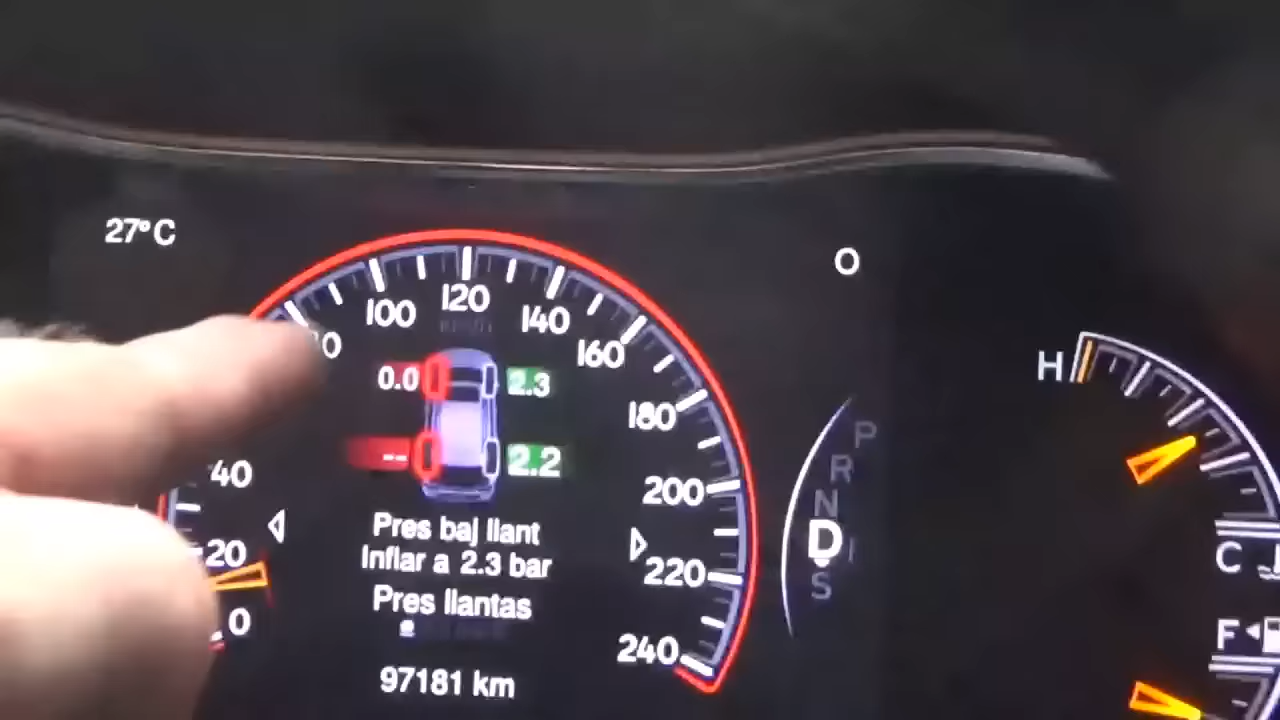 27°C
O
120
100
140
160
0.0
2.3
180
--
2.2
40
200
Pres baj llant
Inflar a 2.3 bar
20
220
Pres llantas
0
240
97181 km
P
R
N
D
S
H
C
F